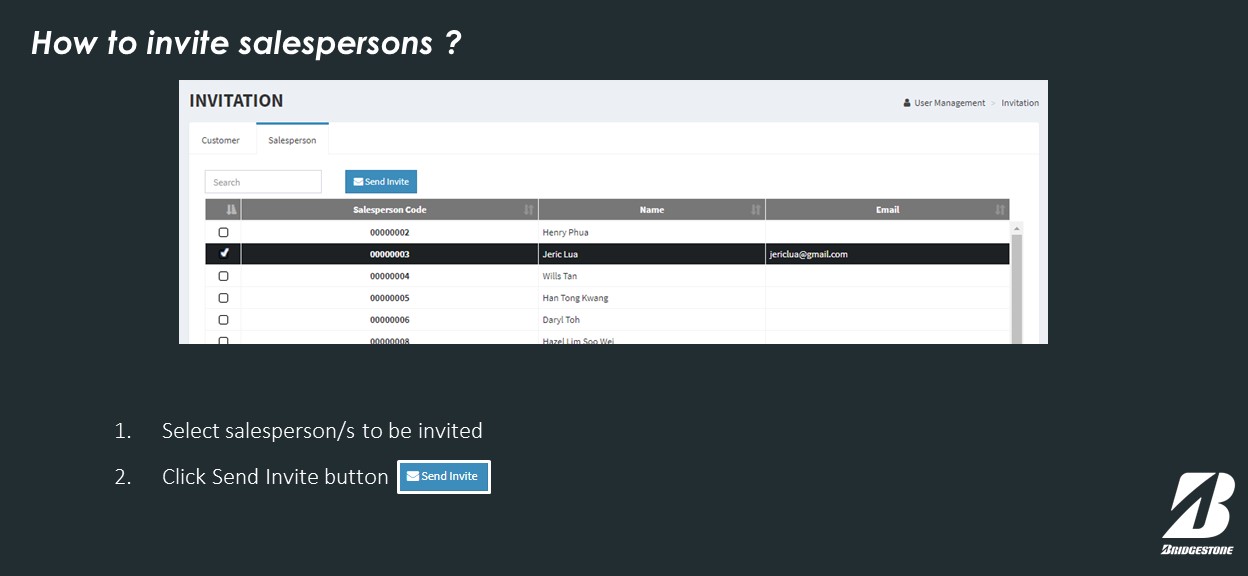 How to invite salespersons ?
INVITATION
User Management > Invitation
Customer Salesperson
Search Send Invite
Salesperson Code Name Email
00000002 Henry Phua
00000003 Jeric Lua jericlua@gmail.com
00000004 Wills Tan
00000005 Han Tong Kwang
00000006 Daryl Toh
00000008 Hazel Lim Soo Wei
1. Select salesperson/s to be invited
2. Click Send Invite button Send Invite
BRIDGESTONE